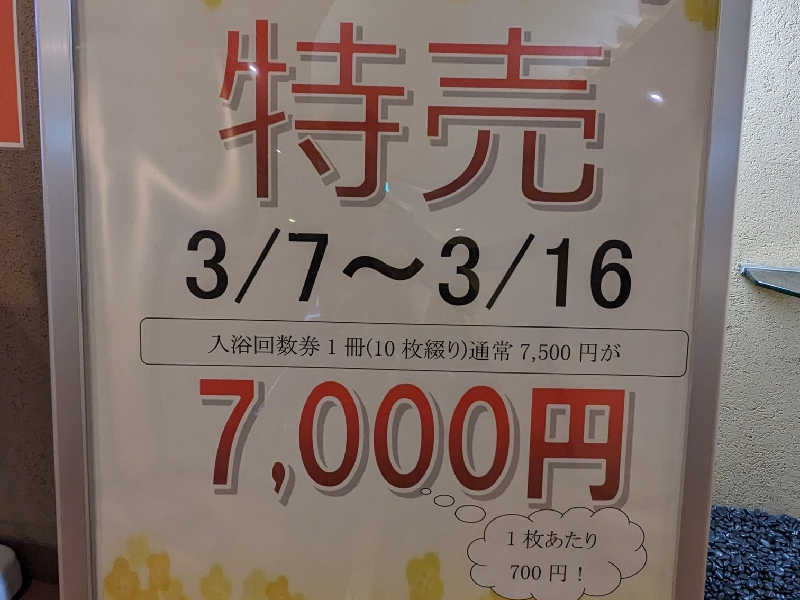 特売
3/7～3/16
入浴回数券1冊(10枚綴り)通常7,500円が
7,000円
1枚あたり
700円！